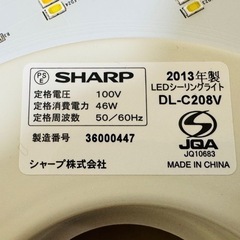 PS
E
SHARP
2013年製
LEDシーリングライト
DL-C208V
定格電圧 100V
定格消費電力 46W
定格周波数 50/60Hz
製造番号 36000447
JQA
JQ10683
シャープ株式会社
MADE IN CHINA